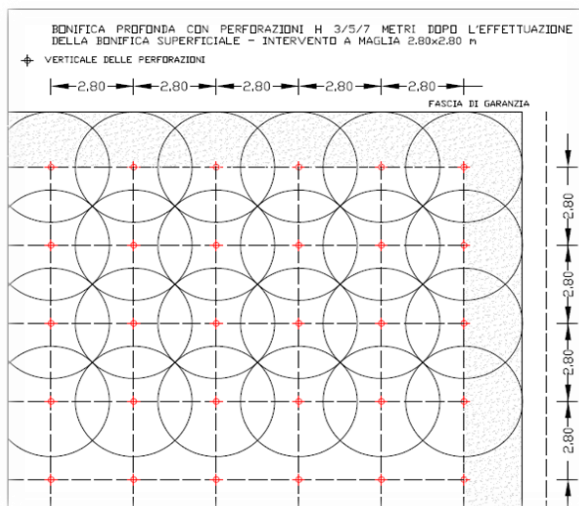 BONIFICA PROFONDA CON PERFORAZIONI H 3/5/7 METRI DOPO L'EFFETTUAZIONE
DELLA BONIFICA SUPERFICIALE - INTERVENTO A MAGLIA 2.80x2.80 m
VERTICALE DELLE PERFORAZIONI
2.80 2.80 2.80 2.80 2.80
FASCIA DI GARANZIA
2.80
2.80
2.80
2.80